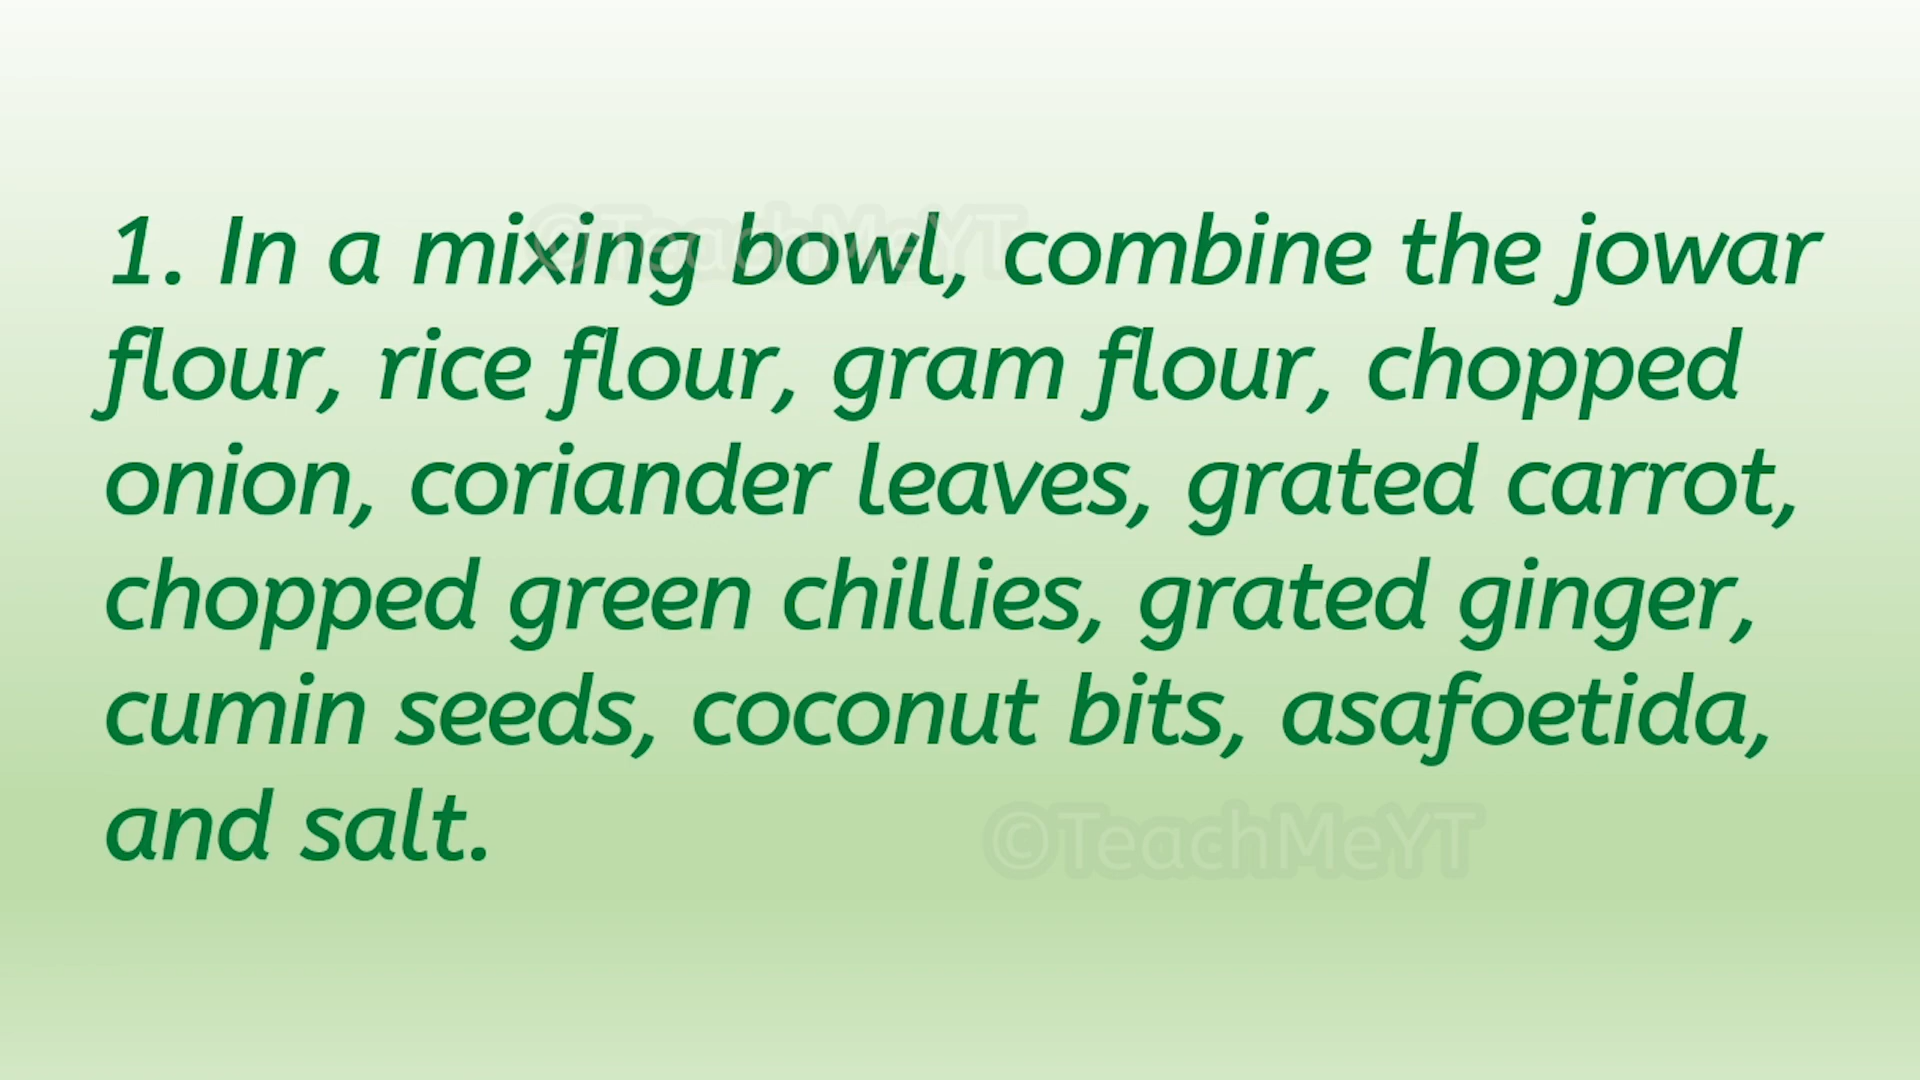 ©TeachMeYT
1. In a mixing bowl, combine the jowar
flour, rice flour, gram flour, chopped
onion, coriander leaves, grated carrot,
chopped green chillies, grated ginger,
cumin seeds, coconut bits, asafoetida,
and salt.
©TeachMeYT